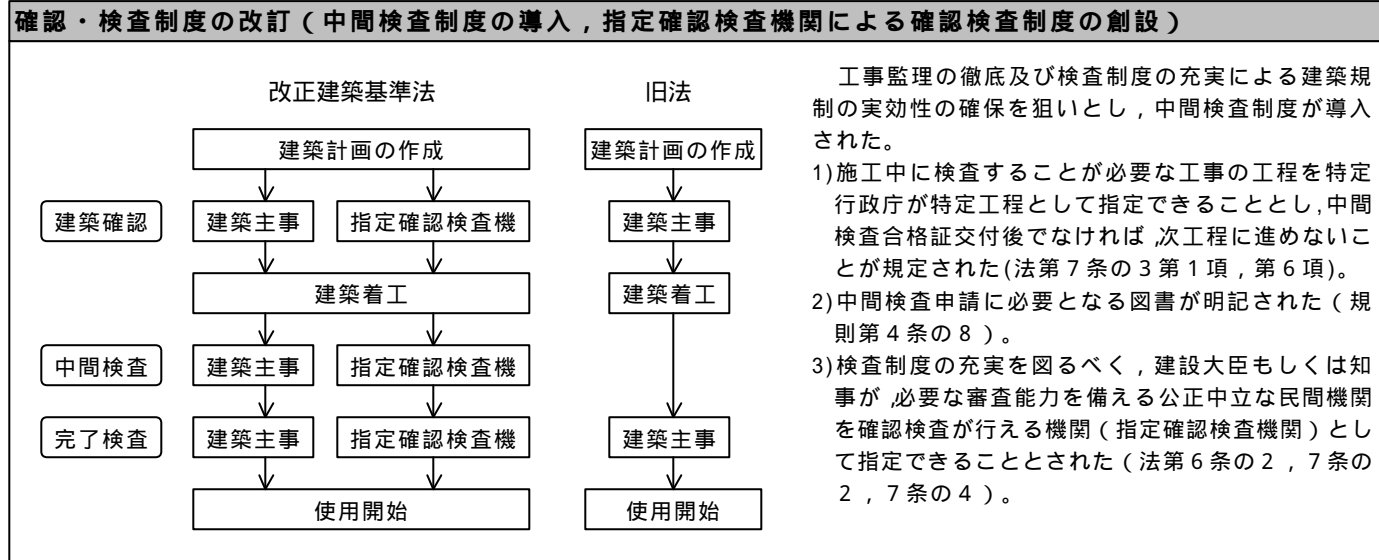 確認・検査制度の改訂（中間検査制度の導入，指定確認検査機関による確認検査制度の創設）
改正建築基準法
旧法
建築計画の作成
建築計画の作成
建築確認
建築主事
指定確認検査機
建築主事
建築着工
建築着工
中間検査
建築主事
指定確認検査機
完了検査
建築主事
指定確認検査機
建築主事
使用開始
使用開始
工事監理の徹底及び検査制度の充実による建築規
制の実効性の確保を狙いとし，中間検査制度が導入
された。
1)施工中に検査することが必要な工事の工程を特定
行政庁が特定工程として指定できることとし,中間
検査合格証交付後でなければ,次工程に進めないこ
とが規定された(法第７条の３第１項，第６項)。
2)中間検査申請に必要となる図書が明記された（規
則第４条の８）。
3)検査制度の充実を図るべく，建設大臣もしくは知
事が,必要な審査能力を備える公正中立な民間機関
を確認検査が行える機関（指定確認検査機関）とし
て指定できることとされた（法第６条の２，７条の
２，７条の４）。